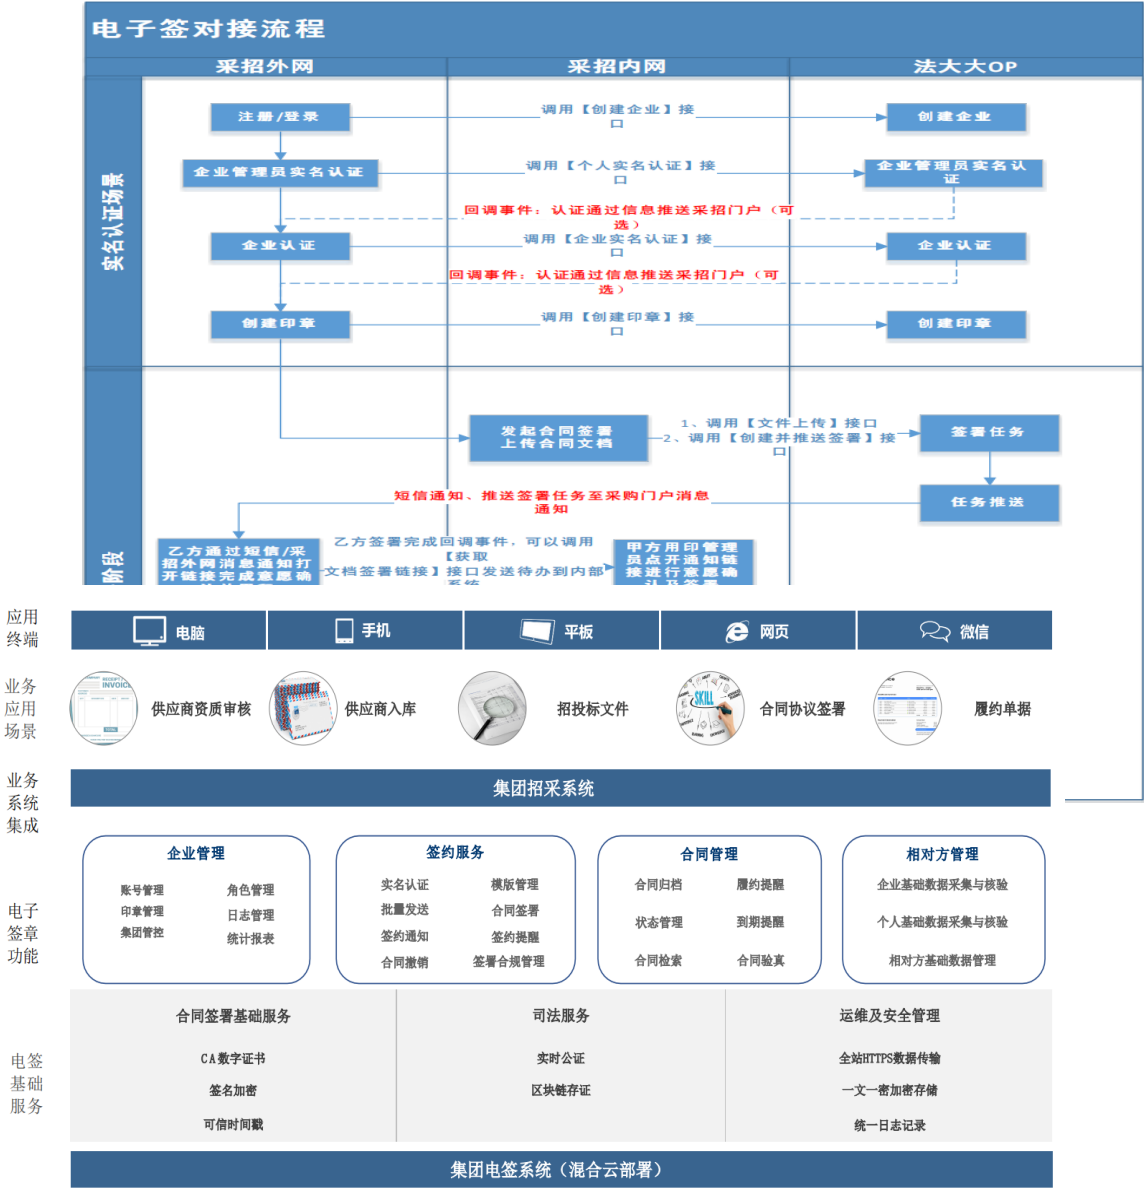 电子签对接流程
采招外网
采招内网
法大大OP
实名认证场景
注册/登录
调用【创建企业】接
口
创建企业
企业管理员实名认证
调用【个人实名认证】接
口
企业管理员实名认
证
回调事件：认证通过信息推送采招门户（可
选）
企业认证
调用【企业实名认证】接
口
企业认证
回调事件：认证通过信息推送采招门户（可
选）
创建印章
调用【创建印章】接
口
创建印章
发起合同签署
上传合同文档
1、调用【文件上传】接口
2、调用【创建并推送签署】接
口
签署任务
短信通知、推送签署任务至采购门户消息
通知
任务推送
阶段
乙方通过短信/采
招外网消息通知打
开链接完成意愿确
乙方签署完成回调事件，可以调用
【获取
文档签署链接】接口发送待办到内部
系统
甲方用印管理
员点开通知链
接进行意愿确
认及签署
应用
终端
电脑
手机
平板
网页
微信
业务
应用
场景
RECEIPT
INVOICE
供应商资质审核
供应商入库
招投标文件
SKILL
合同协议签署
履约单据
业务
系统
集成
集团招采系统
电子
签章
功能
企业管理
账号管理
角色管理
印章管理
日志管理
集团管控
统计报表
签约服务
实名认证
模版管理
批量发送
合同签署
签约通知
签约提醒
合同撤销
签署合规管理
合同管理
合同归档
履约提醒
状态管理
到期提醒
合同检索
合同验真
相对方管理
企业基础数据采集与核验
个人基础数据采集与核验
相对方基础数据管理
电签
基础
服务
合同签署基础服务
CA数字证书
签名加密
可信时间戳
司法服务
实时公证
区块链存证
运维及安全管理
全站HTTPS数据传输
一文一密加密存储
统一日志记录
集团电签系统（混合云部署）